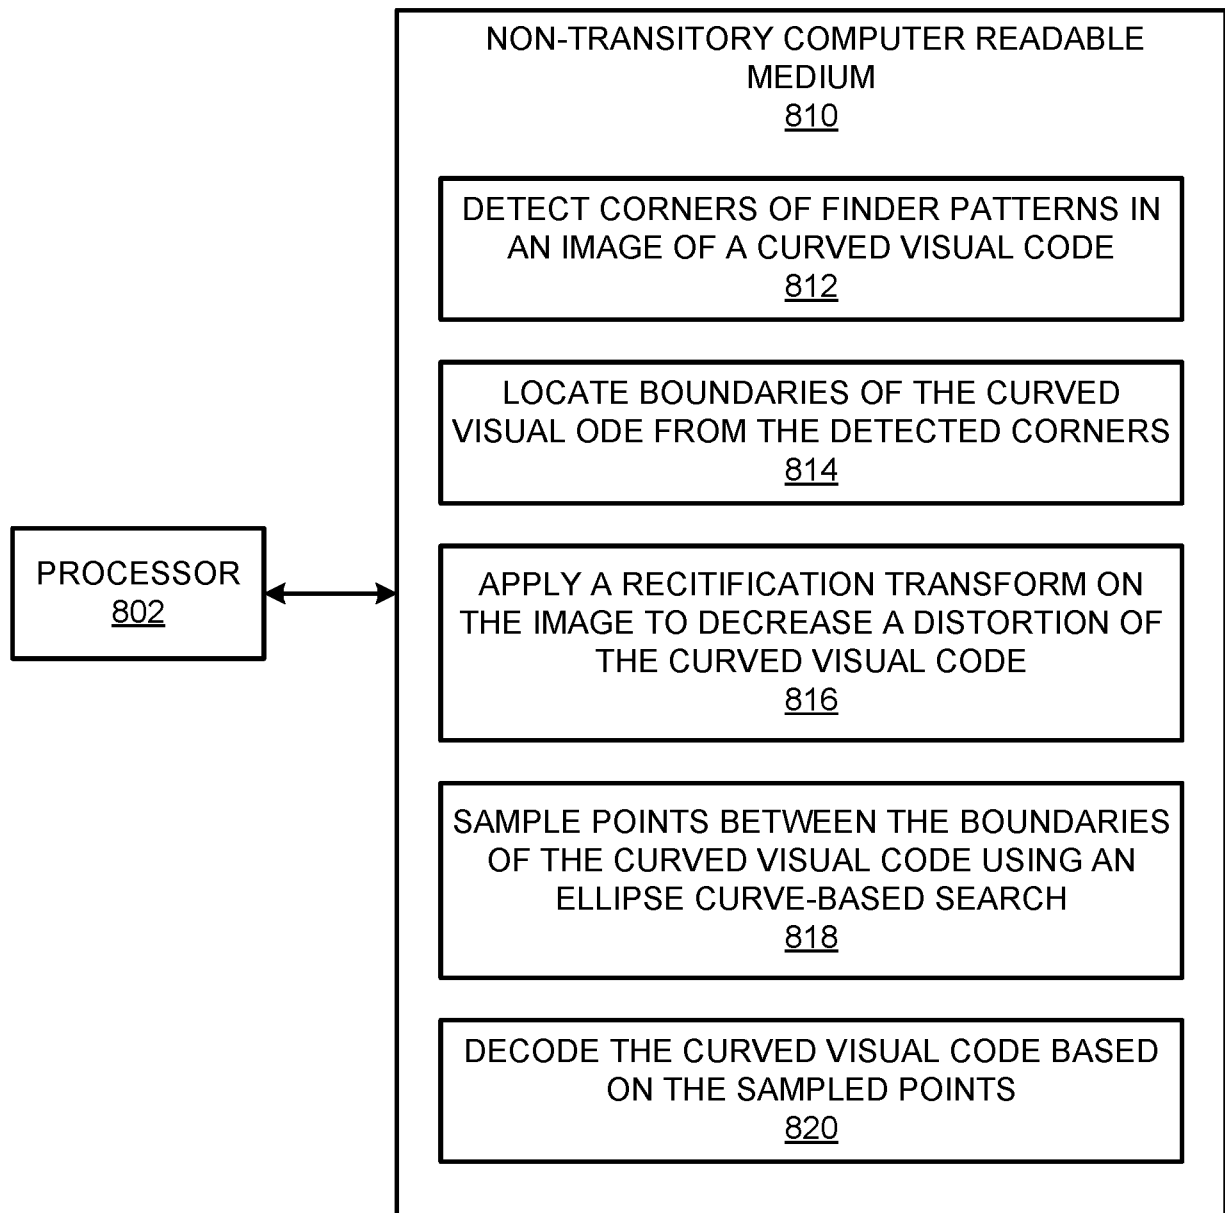 NON-TRANSITORY COMPUTER READABLE
MEDIUM
810
DETECT CORNERS OF FINDER PATTERNS IN
AN IMAGE OF A CURVED VISUAL CODE
812
LOCATE BOUNDARIES OF THE CURVED
VISUAL ODE FROM THE DETECTED CORNERS
814
PROCESSOR
802
APPLY A RECITIFICATION TRANSFORM ON
THE IMAGE TO DECREASE A DISTORTION OF
THE CURVED VISUAL CODE
816
SAMPLE POINTS BETWEEN THE BOUNDARIES
OF THE CURVED VISUAL CODE USING AN
ELLIPSE CURVE-BASED SEARCH
818
DECODE THE CURVED VISUAL CODE BASED
ON THE SAMPLED POINTS
820